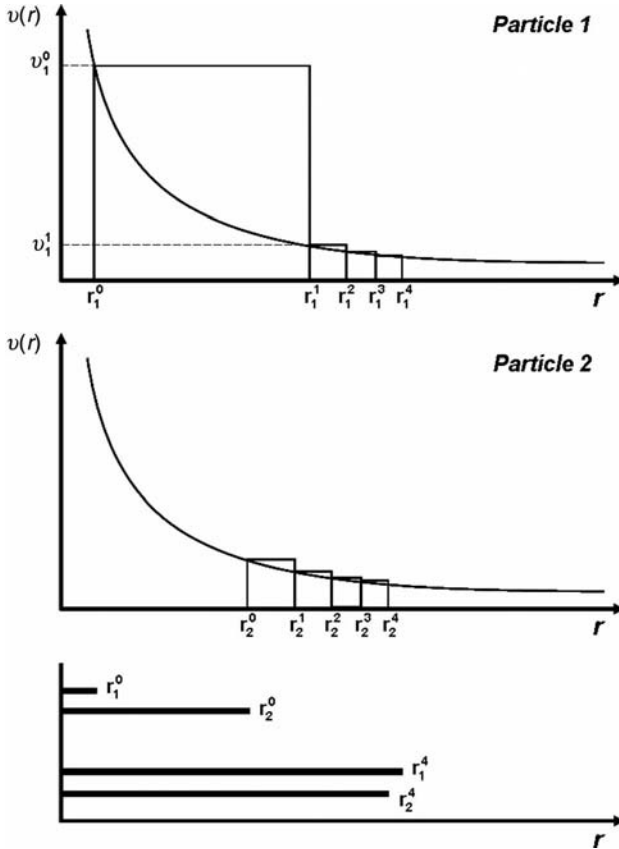 υ(r) Particle 1
υ₁⁰
υ₁¹
r₁⁰ r₁¹ r₁² r₁³ r₁⁴ r
υ(r) Particle 2
r₂⁰ r₂¹ r₂² r₂³ r₂⁴ r
r₁⁰
r₂⁰
r₁⁴
r₂⁴
r